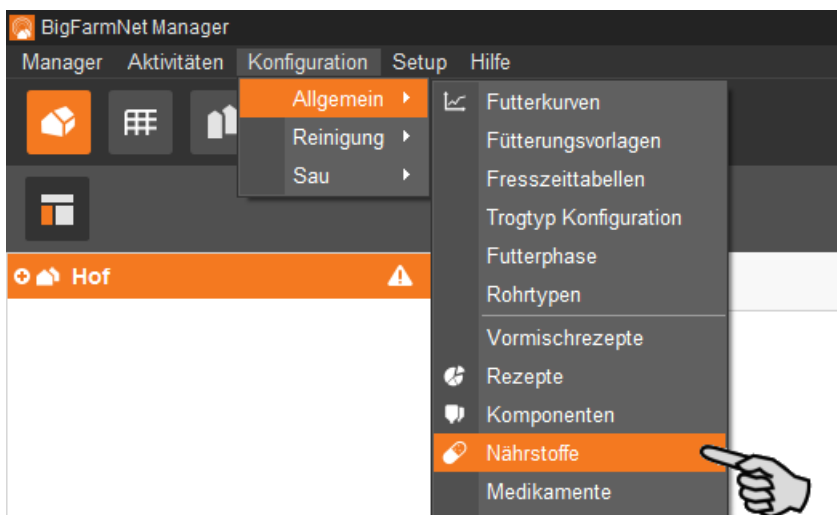 BigFarmNet Manager
Manager Aktivitäten Konfiguration Setup Hilfe
Allgemein
Reinigung
Sau
Futterkurven
Fütterungsvorlagen
Fresszeittabellen
Trogtyp Konfiguration
Futterphase
Rohrtypen
Vormischrezepte
Rezepte
Komponenten
Nährstoffe
Medikamente
Hof